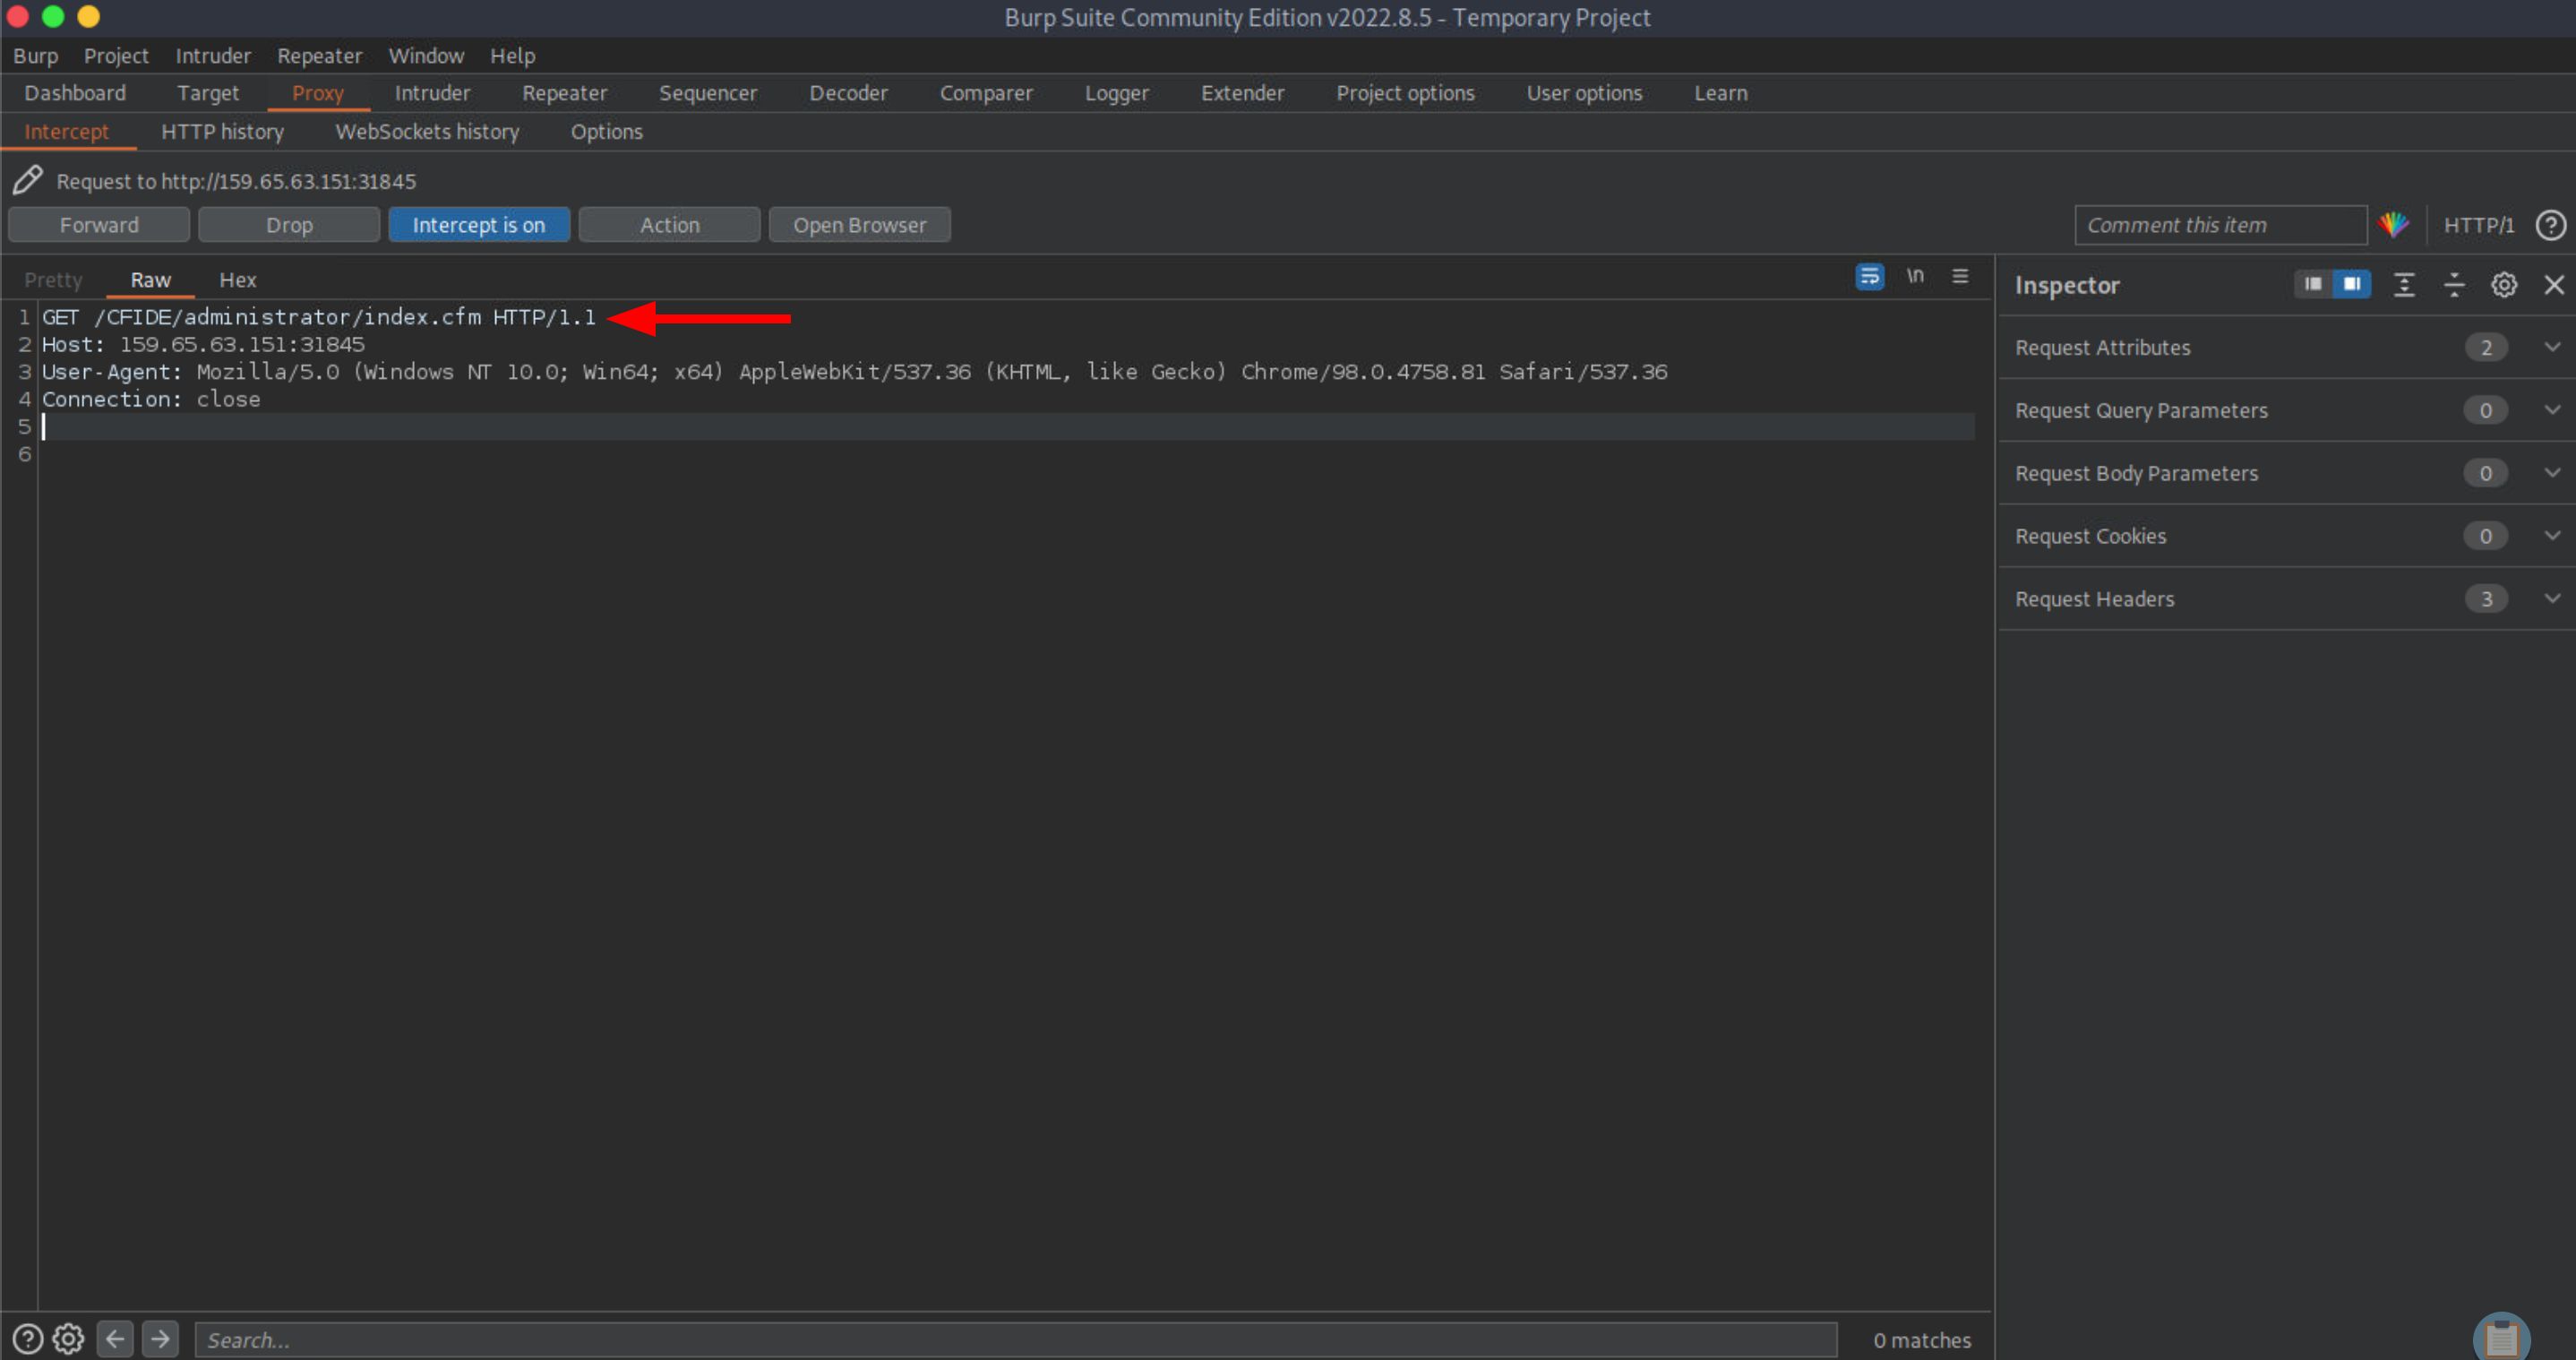 Burp Suite Community Edition v2022.8.5 - Temporary Project
Burp Project Intruder Repeater Window Help
Dashboard Target Proxy Intruder Repeater Sequencer Decoder Comparer Logger Extender Project options User options Learn
Intercept HTTP history WebSockets history Options
Request to http://159.65.63.151:31845
Forward Drop Intercept is on Action Open Browser Comment this item HTTP/1 ?
Pretty Raw Hex \n
Inspector
1 GET /CFIDE/administrator/index.cfm HTTP/1.1
2 Host: 159.65.63.151:31845
3 User-Agent: Mozilla/5.0 (Windows NT 10.0; Win64; x64) AppleWebKit/537.36 (KHTML, like Gecko) Chrome/98.0.4758.81 Safari/537.36
4 Connection: close
5
6
Request Attributes 2
Request Query Parameters 0
Request Body Parameters 0
Request Cookies 0
Request Headers 3
? Search... 0 matches